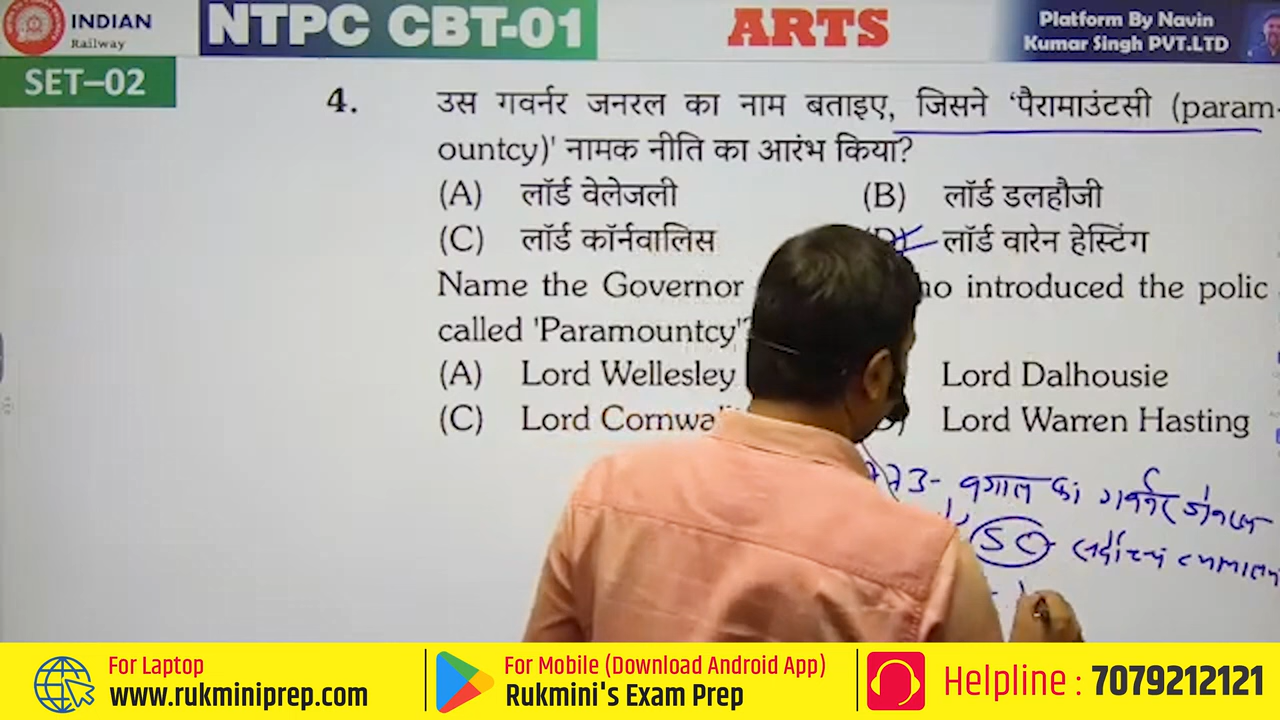 INDIAN
Railway
NTPC CBT-01
ARTS
Platform By Navin
Kumar Singh PVT.LTD
SET–02
4. उस गवर्नर जनरल का नाम बताइए, जिसने 'पैरामाउंटसी (param-
ountcy)' नामक नीति का आरंभ किया?
(A) लॉर्ड वेलेजली (B) लॉर्ड डलहौजी
(C) लॉर्ड कॉर्नवालिस (D) लॉर्ड वारेन हेस्टिंग
Name the Governor introduced the polic
called 'Paramountcy'?
(A) Lord Wellesley Lord Dalhousie
(C) Lord Lord Warren Hasting
बंगाल का गवर्नर जनरल
SC
For Laptop
www.rukminiprep.com
For Mobile (Download Android App)
Rukmini's Exam Prep
Helpline : 7079212121